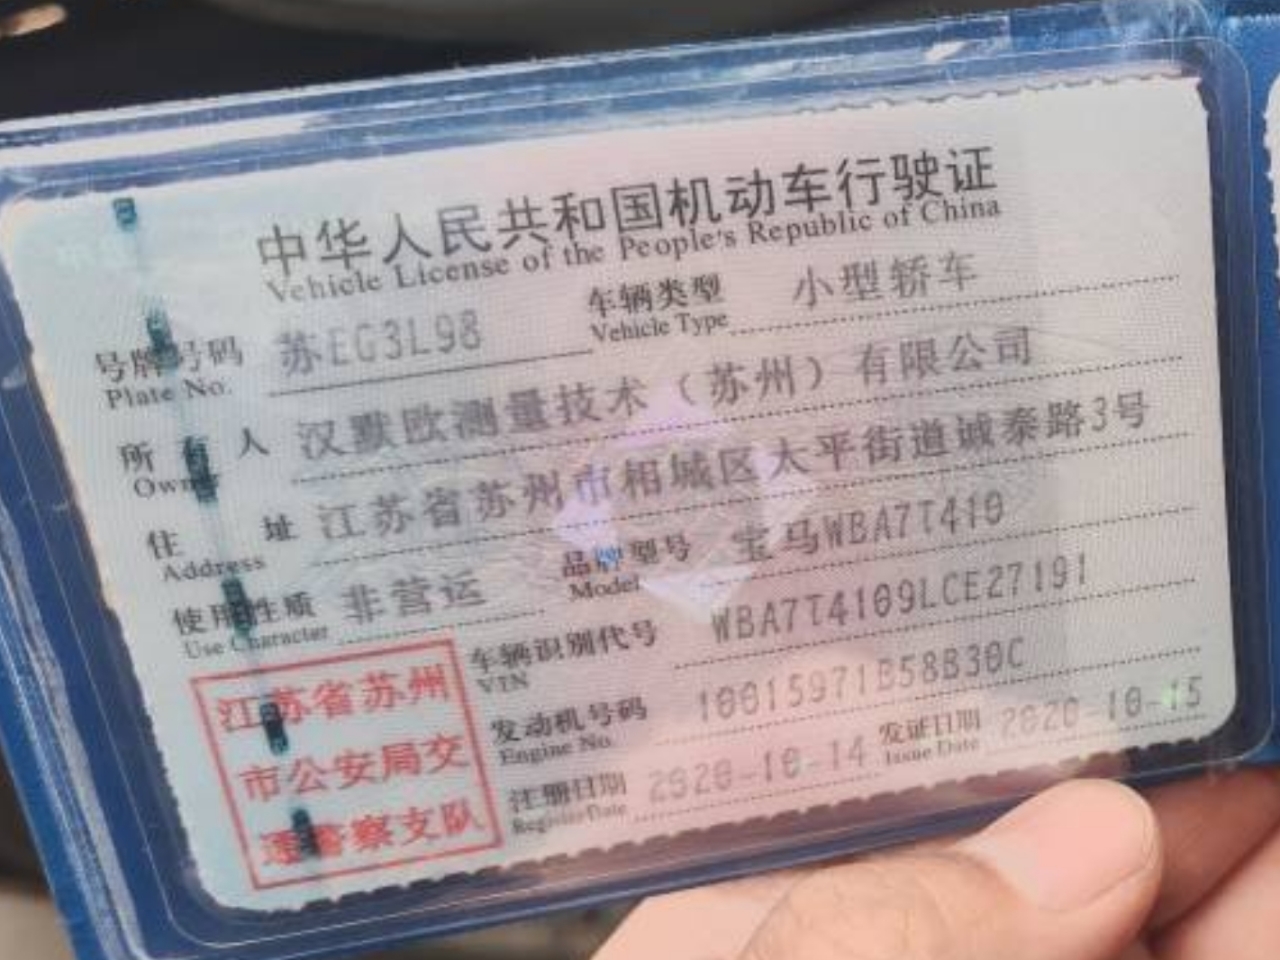 中华人民共和国机动车行驶证
Vehicle License of the People's Republic of China
号牌号码 苏EG3L98 车辆类型 小型轿车
Plate No. Vehicle Type
所有人 汉默欧测量技术（苏州）有限公司
Owner
住址 江苏省苏州市相城区太平街道诚泰路3号
Address
使用性质 非营运 品牌型号 宝马WBA7T410
Use Character Model
车辆识别代号 WBA7T4109LCE27191
VIN
发动机号码 10015971B58B30C
Engine No.
注册日期 2020-10-14 发证日期 2020-10-15
Register Date Issue Date
江苏省苏州
市公安局交
通警察支队